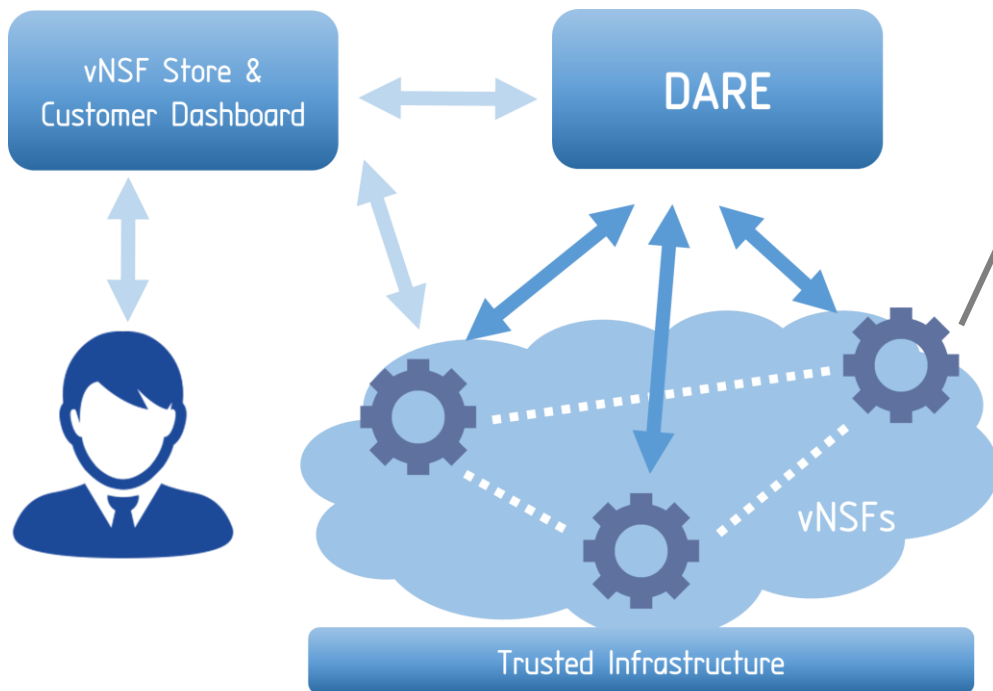 vNSF Store &
Customer Dashboard
DARE
vNSFs
Trusted Infrastructure